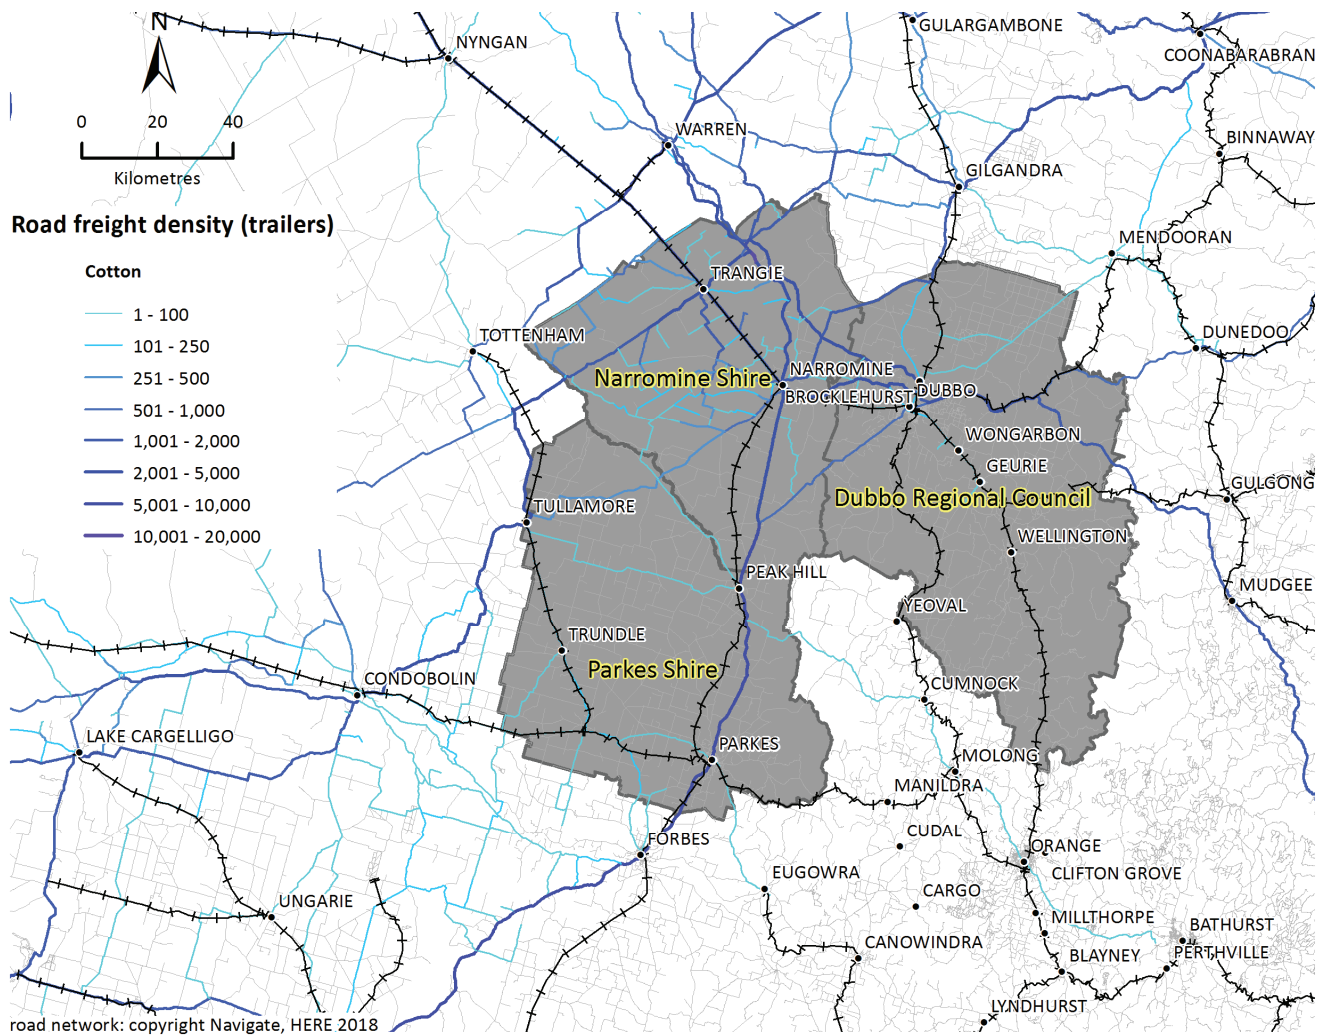 N
0 20 40
Kilometres
Road freight density (trailers)
Cotton
1 - 100
101 - 250
251 - 500
501 - 1,000
1,001 - 2,000
2,001 - 5,000
5,001 - 10,000
10,001 - 20,000
NYNGAN
GULARGAMBONE
COONABARABRAN
WARREN
BINNAWAY
GILGANDRA
MENDOORAN
TRANGIE
TOTTENHAM
DUNEDOO
NARROMINE
Narromine Shire
BROCKLEHURST
DUBBO
WONGARBON
GEURIE
GULGONG
Dubbo Regional Council
TULLAMORE
WELLINGTON
PEAK HILL
MUDGEE
YEOVAL
TRUNDLE
Parkes Shire
CONDOBOLIN
CUMNOCK
LAKE CARGELLIGO
PARKES
MOLONG
MANILDRA
CUDAL
FORBES
ORANGE
EUGOWRA
CLIFTON GROVE
CARGO
UNGARIE
MILLTHORPE
BATHURST
CANOWINDRA
PERTHVILLE
BLAYNEY
LYNDHURST
road network: copyright Navigate, HERE 2018